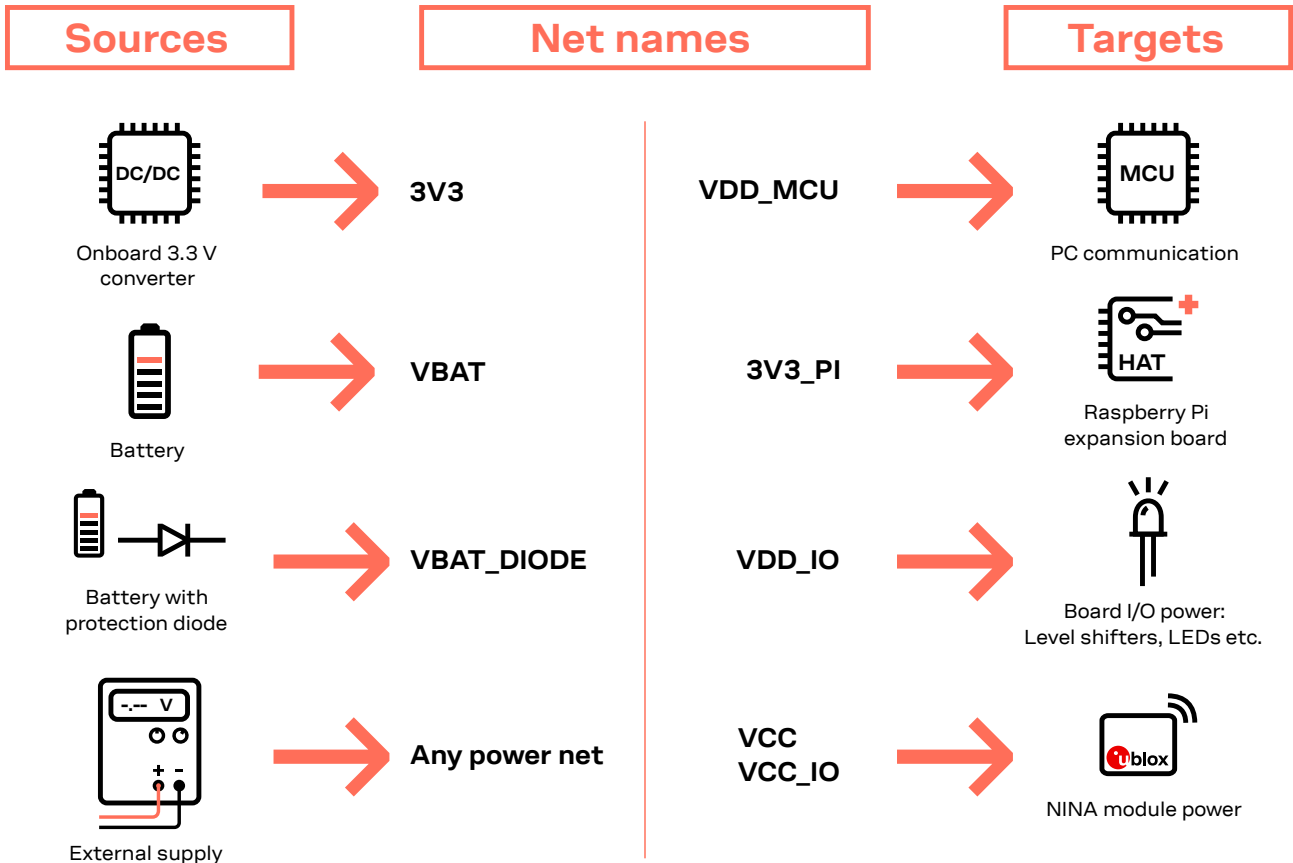 Sources
Net names
Targets
DC/DC
Onboard 3.3 V
converter
3V3
VDD_MCU
MCU
PC communication
Battery
VBAT
3V3_PI
HAT
Raspberry Pi
expansion board
Battery with
protection diode
VBAT_DIODE
VDD_IO
Board I/O power:
Level shifters, LEDs etc.
-.-- V
+ -
External supply
Any power net
VCC
VCC_IO
ublox
NINA module power